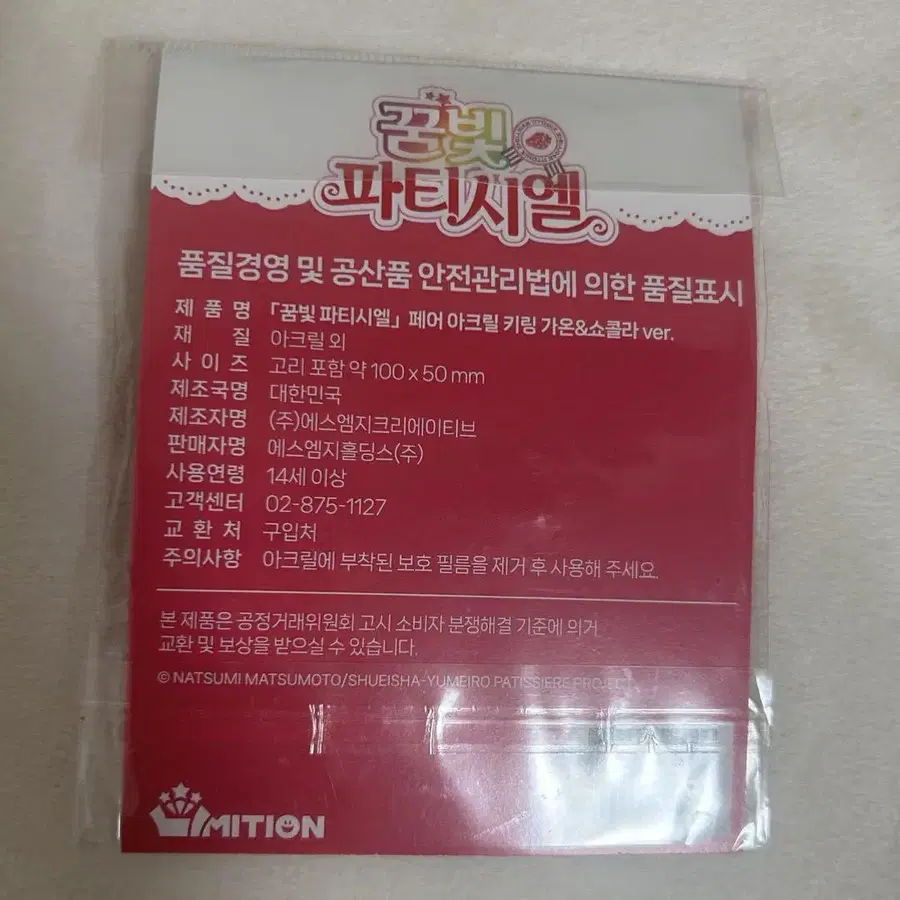 꿈빛
파티시엘
품질경영 및 공산품 안전관리법에 의한 품질표시
제 품 명 「꿈빛 파티시엘」 페어 아크릴 키링 가온&쇼콜라 ver.
재 질 아크릴 외
사 이 즈 고리 포함 약 100 x 50 mm
제조국명 대한민국
제조자명 (주)에스엠지크리에이티브
판매자명 에스엠지홀딩스(주)
사용연령 14세 이상
고객센터 02-875-1127
교 환 처 구입처
주의사항 아크릴에 부착된 보호 필름을 제거 후 사용해 주세요.
본 제품은 공정거래위원회 고시 소비자 분쟁해결 기준에 의거
교환 및 보상을 받으실 수 있습니다.
© NATSUMI MATSUMOTO/SHUEISHA·YUMEIRO PATISSIERE PROJECT
IMITION